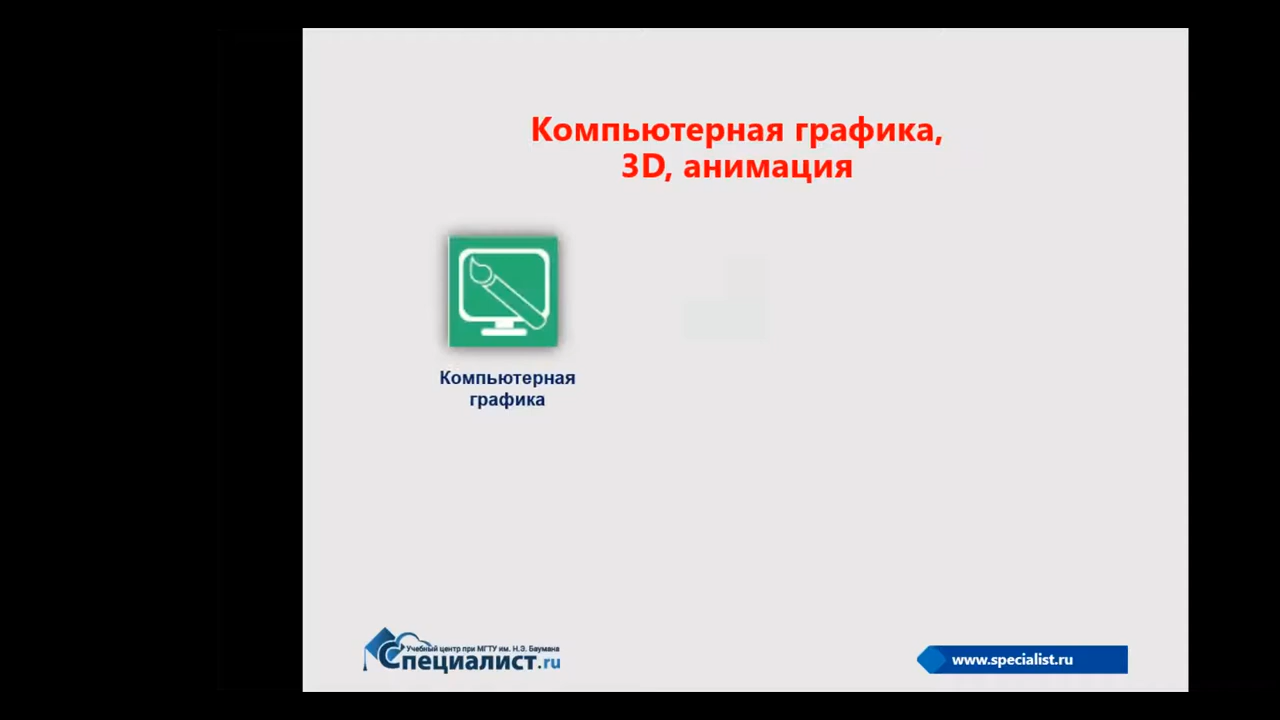 Компьютерная графика,
3D, анимация
Компьютерная
графика
Учебный центр при МГТУ им. Н.Э. Баумана
Специалист.ru
www.specialist.ru